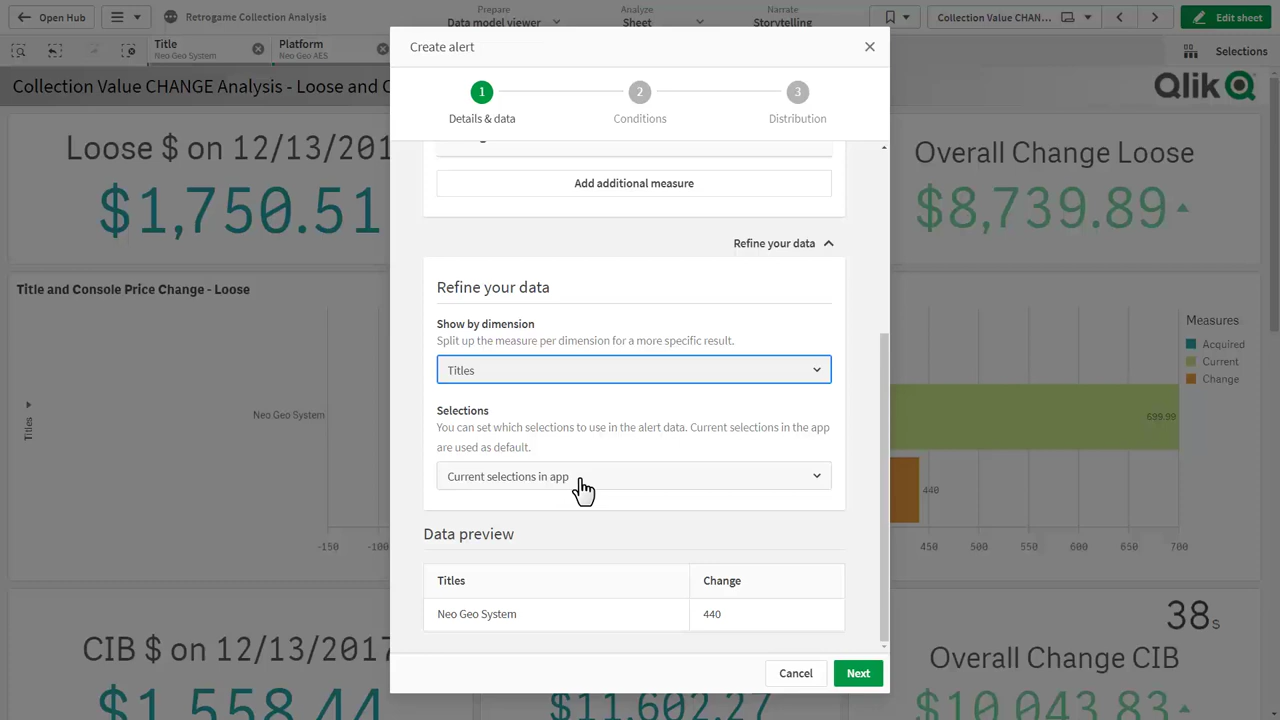 Open Hub
Retrogame Collection Analysis
Prepare
Data model viewer
Analyze
Sheet
Narrate
Storytelling
Collection Value CHAN...
Edit sheet
Title
Neo Geo System
Platform
Neo Geo AES
Selections
Collection Value CHANGE Analysis - Loose and C
Qlik
Create alert
1
2
3
Details & data
Conditions
Distribution
Add additional measure
Refine your data
Refine your data
Show by dimension
Split up the measure per dimension for a more specific result.
Titles
Selections
You can set which selections to use in the alert data. Current selections in the app
are used as default.
Current selections in app
Data preview
Titles
Change
Neo Geo System
440
Cancel
Next
Loose $ on 12/13/201
$1,750.51
Overall Change Loose
$8,739.89
Title and Console Price Change - Loose
Titles
Neo Geo System
-150
-100
Measures
Acquired
Current
Change
699.99
440
450
500
550
600
650
700
CIB $ on 12/13/2017
$1,558.44
$11,602.27
38s
Overall Change CIB
$10,043.83